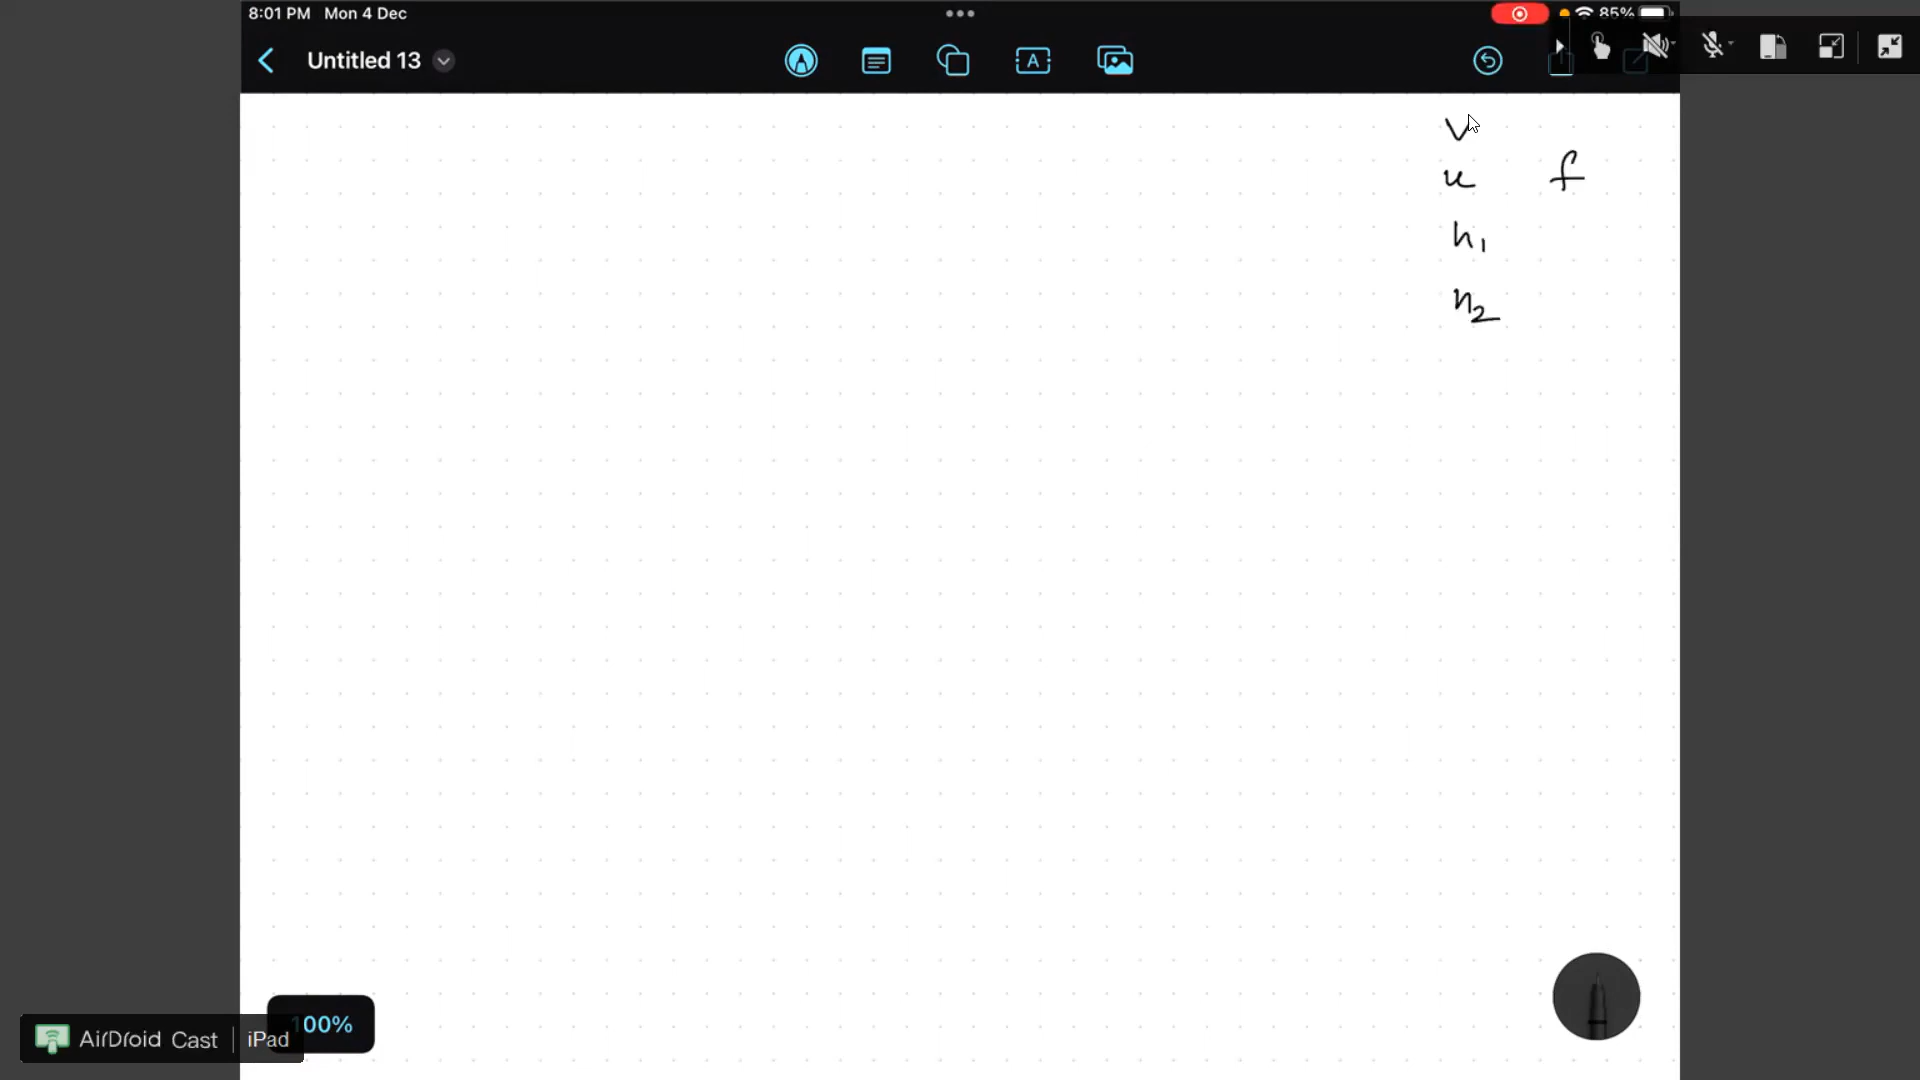 8:01 PM Mon 4 Dec
85%
Untitled 13
A
v
u f
h1
h2
100%
AirDroid Cast | iPad